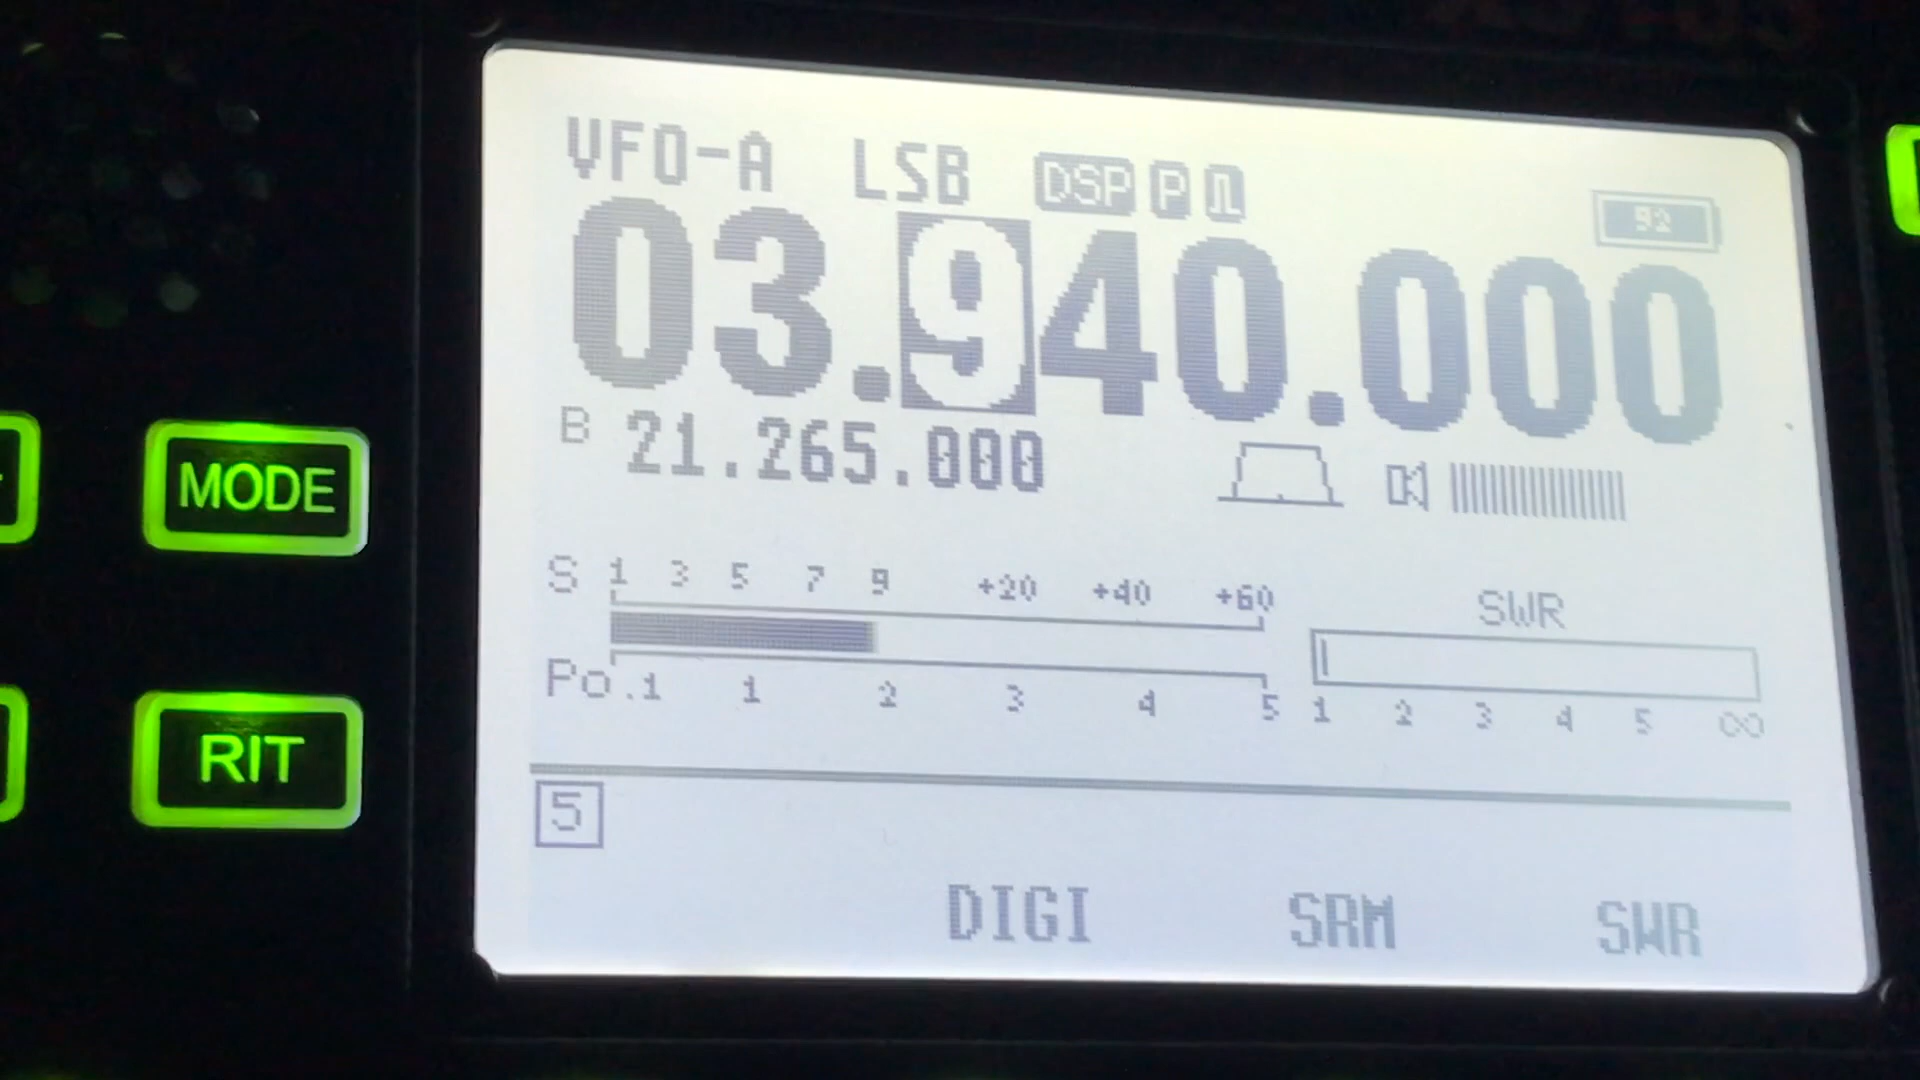 VFO-A LSB DSP P
92
03.940.000
B 21.265.000
S 1 3 5 7 9 +20 +40 +60
SWR
Po .1 1 2 3 4 5
1 2 3 4 5 ∞
5
DIGI SRM SWR
MODE
RIT